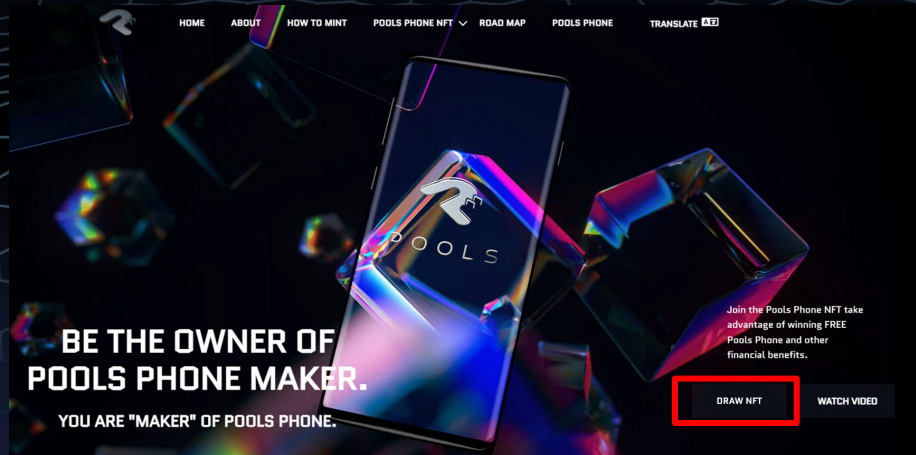 HOME ABOUT HOW TO MINT POOLS PHONE NFT ROAD MAP POOLS PHONE TRANSLATE AZ
POOLS
Join the Pools Phone NFT take
advantage of winning FREE
Pools Phone and other
financial benefits.
BE THE OWNER OF
POOLS PHONE MAKER.
YOU ARE "MAKER" OF POOLS PHONE.
DRAW NFT WATCH VIDEO